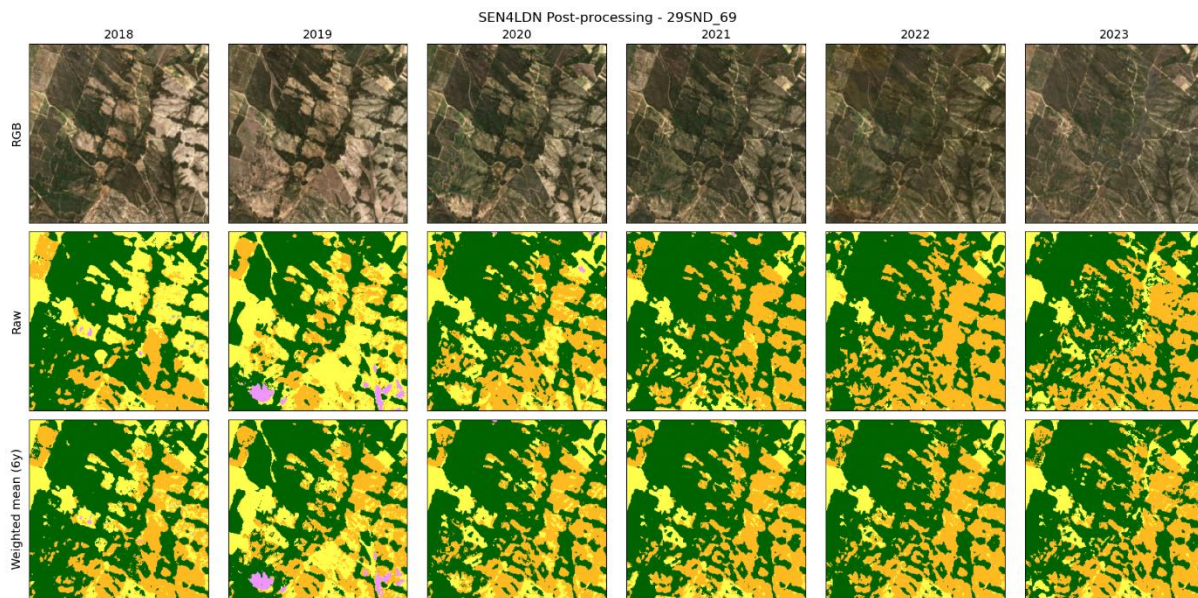 SEN4LDN Post-processing - 29SND_69
2018 2019 2020 2021 2022 2023
RGB
Raw
Weighted mean (6y)